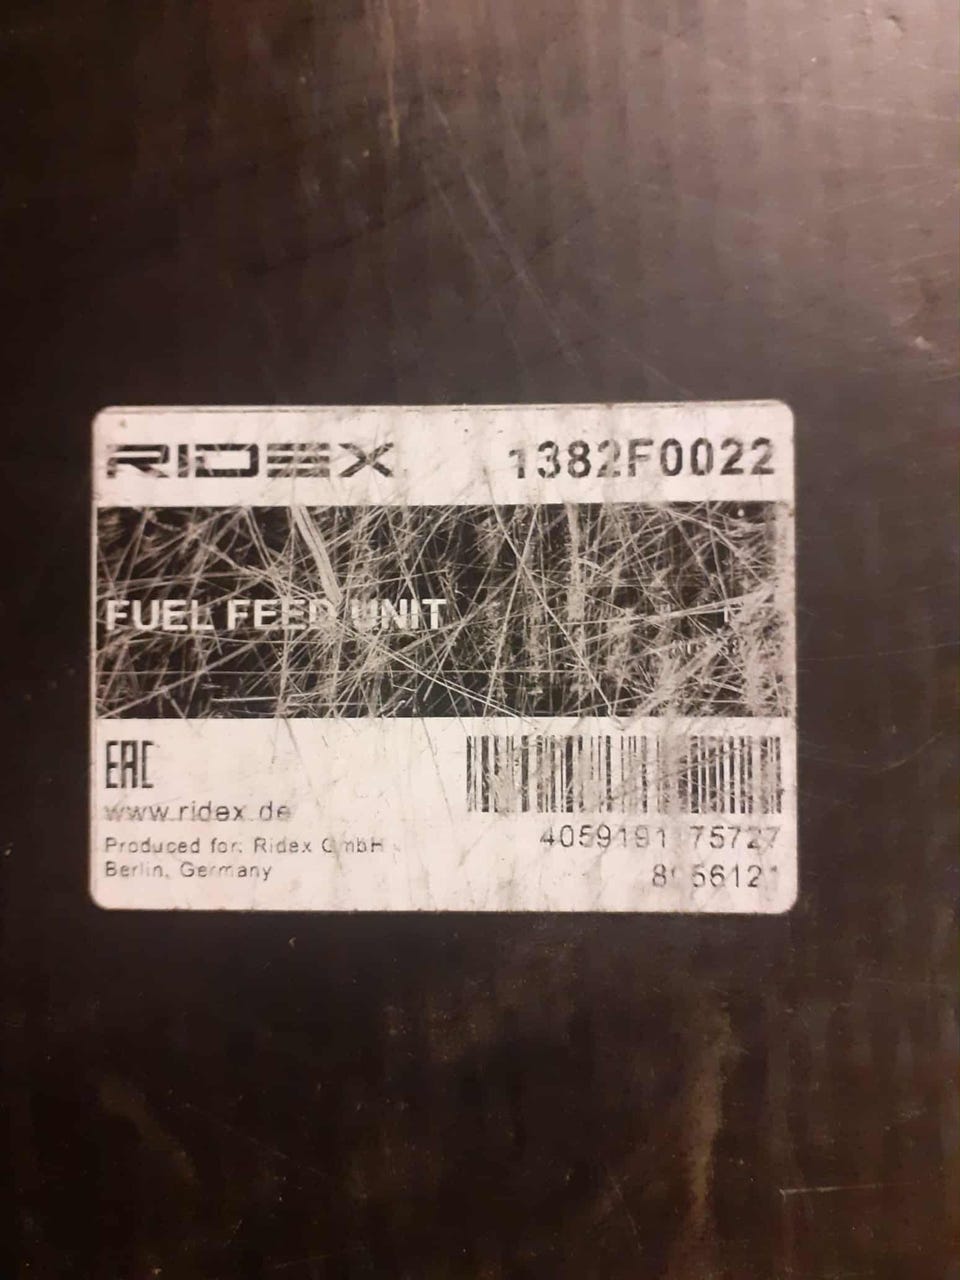 RIDEX 1382F0022
FUEL FEED UNIT
EAC
www.ridex.de
Produced for: Ridex GmbH
Berlin, Germany